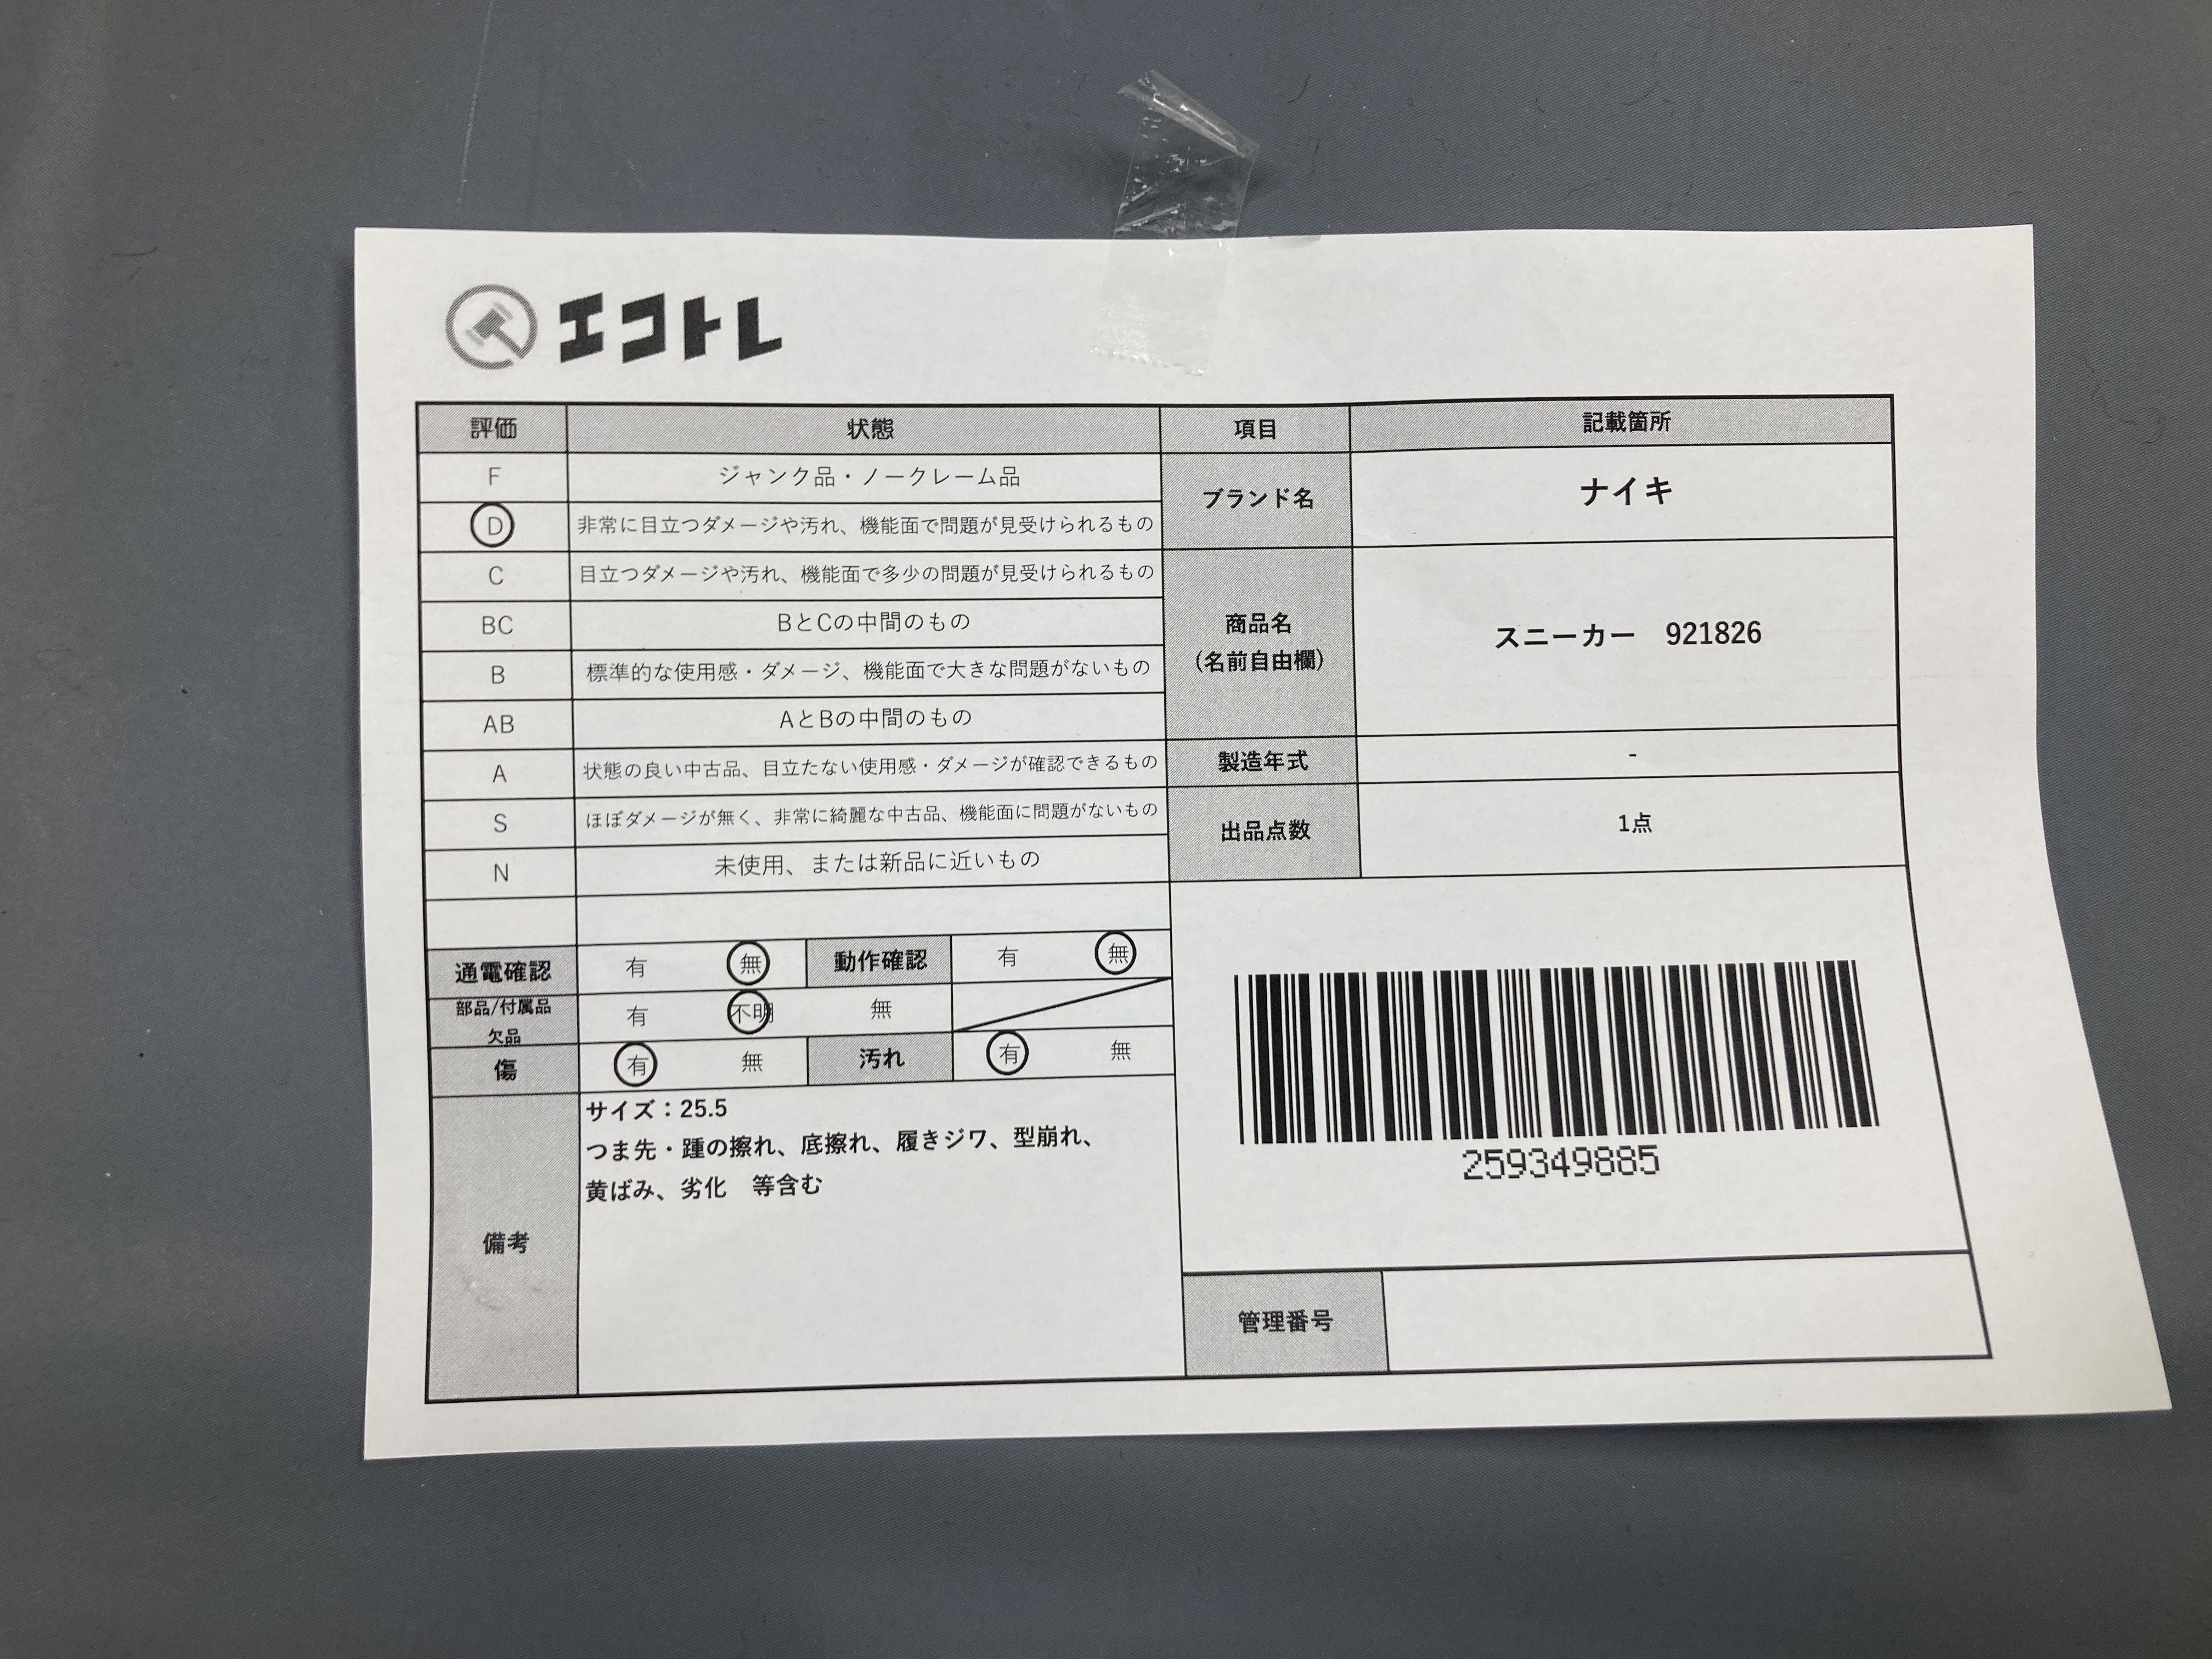 エコトレ
評価 状態 項目 記載箇所
F ジャンク品・ノークレーム品
D 非常に目立つダメージや汚れ、機能面で問題が見受けられるもの
ブランド名 ナイキ
C 目立つダメージや汚れ、機能面で多少の問題が見受けられるもの
BC BとCの中間のもの
B 標準的な使用感・ダメージ、機能面で大きな問題がないもの
AB AとBの中間のもの
商品名
（名前自由欄）
スニーカー　921826
A 状態の良い中古品、目立たない使用感・ダメージが確認できるもの
製造年式 -
S ほぼダメージが無く、非常に綺麗な中古品、機能面に問題がないもの
N 未使用、または新品に近いもの
出品点数 1点
通電確認 有 無 動作確認 有 無
部品/付属品
欠品
有 不明 無
傷 有 無 汚れ 有 無
備考
サイズ：25.5
つま先・踵の擦れ、底擦れ、履きジワ、型崩れ、
黄ばみ、劣化　等含む
259349885
管理番号